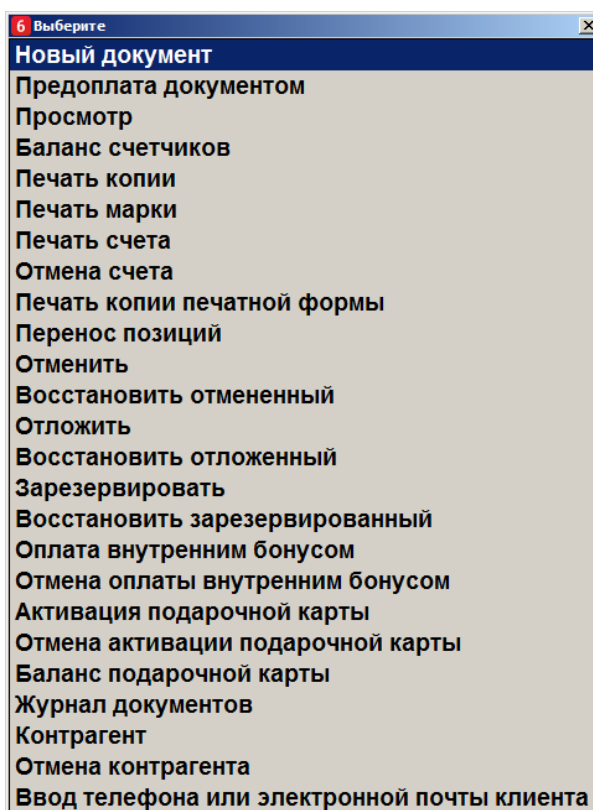 6 Выберите
Новый документ
Предоплата документом
Просмотр
Баланс счетчиков
Печать копии
Печать марки
Печать счета
Отмена счета
Печать копии печатной формы
Перенос позиций
Отменить
Восстановить отмененный
Отложить
Восстановить отложенный
Зарезервировать
Восстановить зарезервированный
Оплата внутренним бонусом
Отмена оплаты внутренним бонусом
Активация подарочной карты
Отмена активации подарочной карты
Баланс подарочной карты
Журнал документов
Контрагент
Отмена контрагента
Ввод телефона или электронной почты клиента